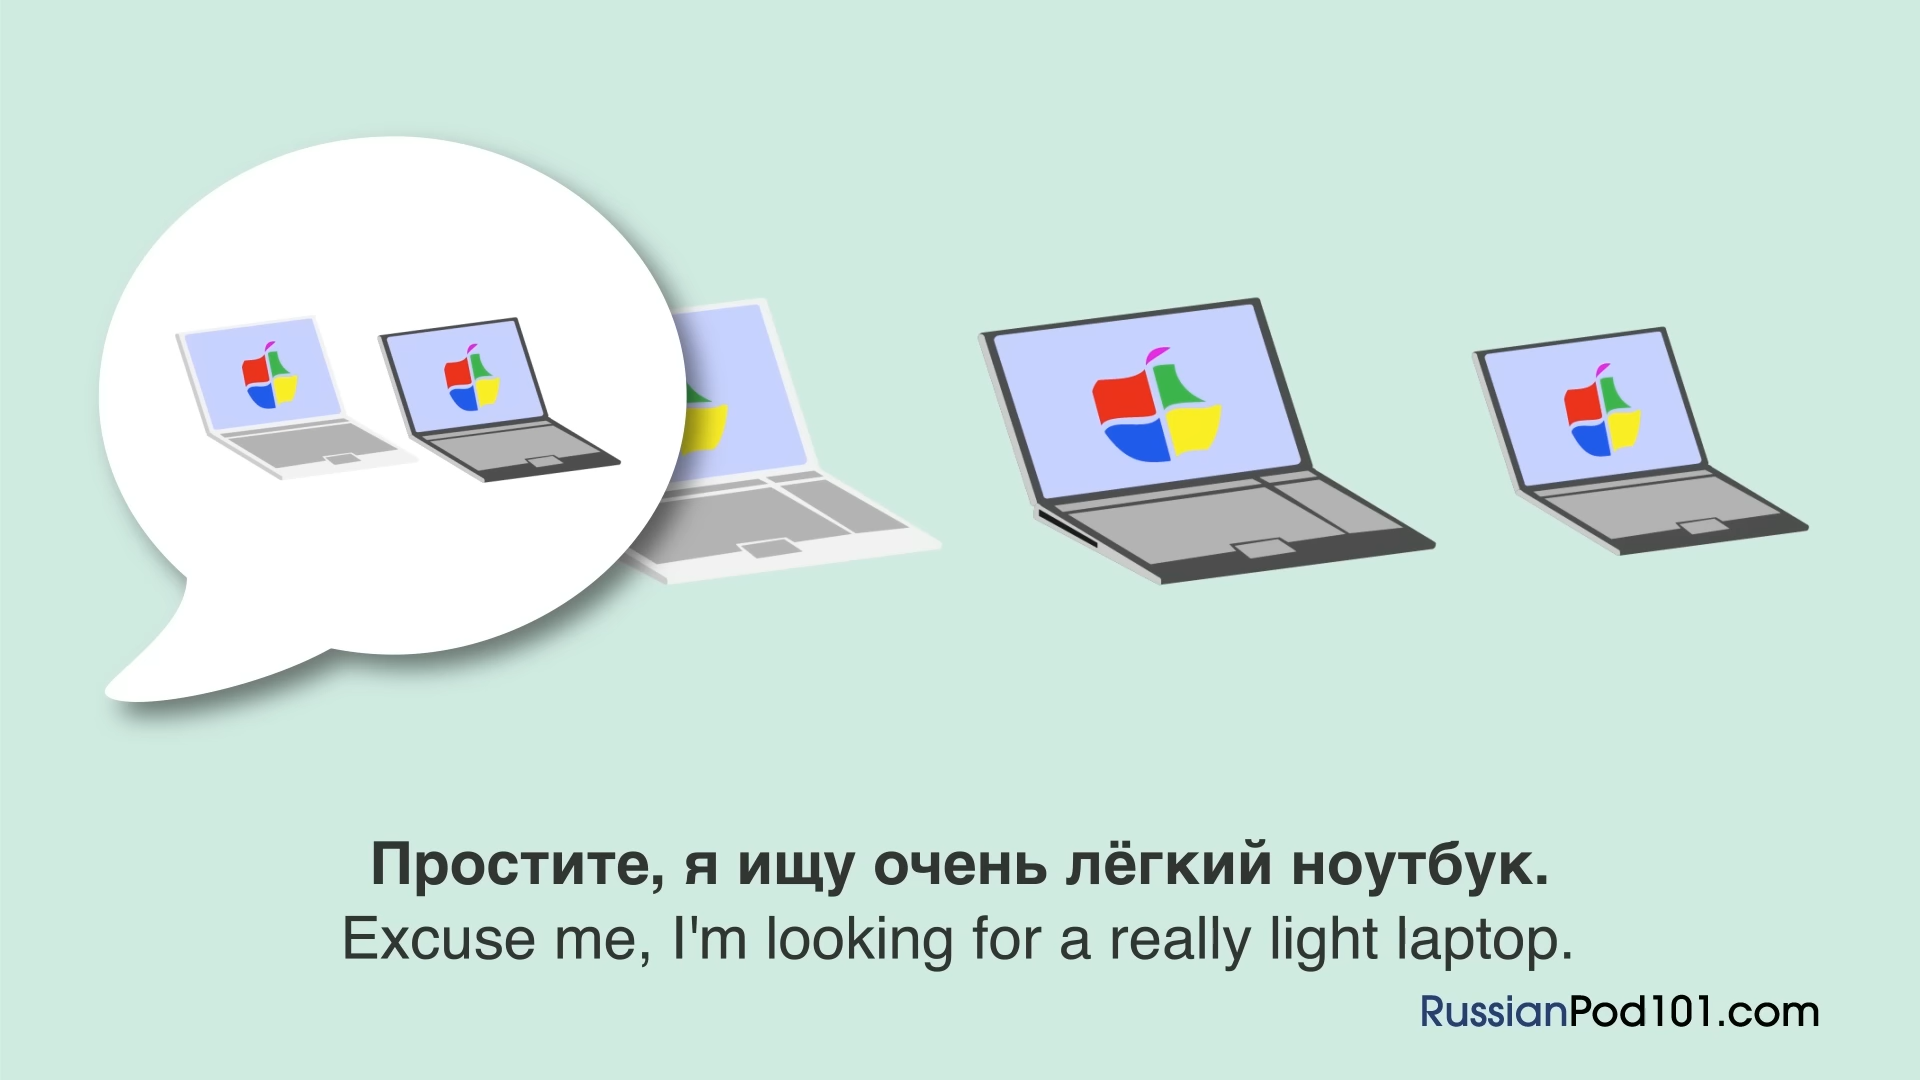 Простите, я ищу очень лёгкий ноутбук.
Excuse me, I'm looking for a really light laptop.
RussianPod101.com